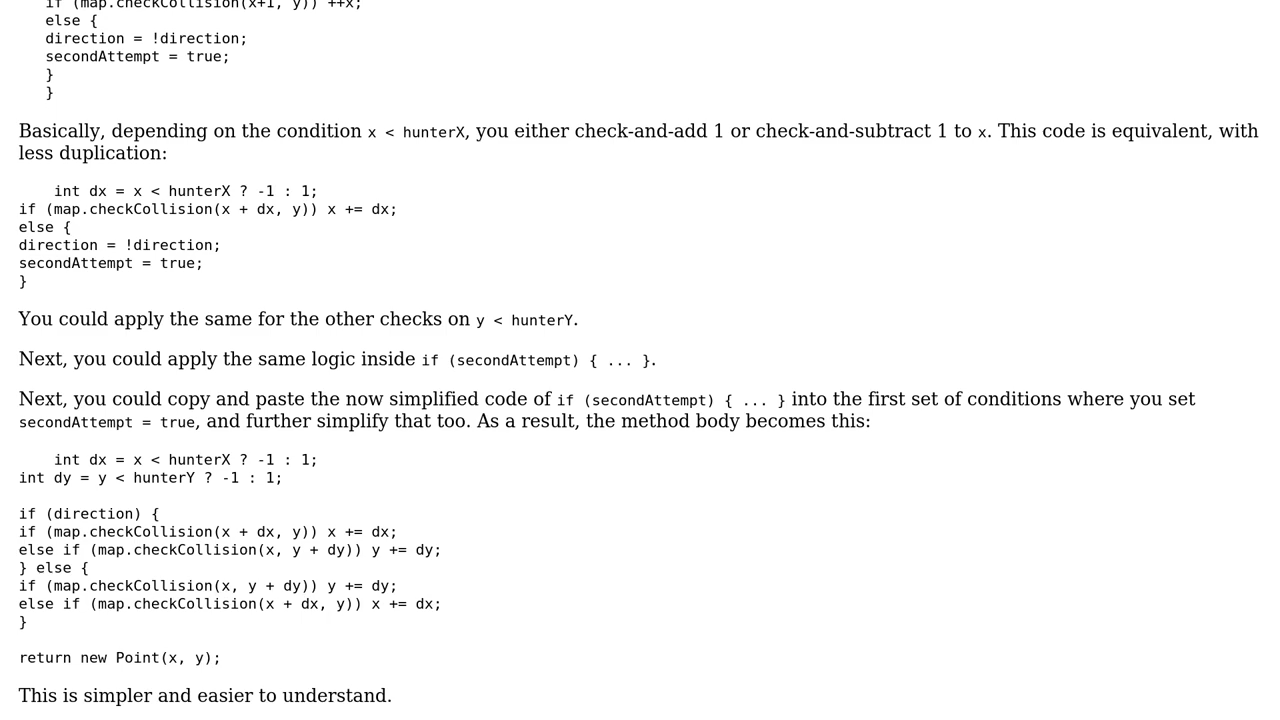 if (map.checkCollision(x+1, y)) ++x;
else {
direction = !direction;
secondAttempt = true;
}
}
Basically, depending on the condition x < hunterX, you either check-and-add 1 or check-and-subtract 1 to x. This code is equivalent, with
less duplication:
int dx = x < hunterX ? -1 : 1;
if (map.checkCollision(x + dx, y)) x += dx;
else {
direction = !direction;
secondAttempt = true;
}
You could apply the same for the other checks on y < hunterY.
Next, you could apply the same logic inside if (secondAttempt) { ... }.
Next, you could copy and paste the now simplified code of if (secondAttempt) { ... } into the first set of conditions where you set
secondAttempt = true, and further simplify that too. As a result, the method body becomes this:
int dx = x < hunterX ? -1 : 1;
int dy = y < hunterY ? -1 : 1;
if (direction) {
if (map.checkCollision(x + dx, y)) x += dx;
else if (map.checkCollision(x, y + dy)) y += dy;
} else {
if (map.checkCollision(x, y + dy)) y += dy;
else if (map.checkCollision(x + dx, y)) x += dx;
}
return new Point(x, y);
This is simpler and easier to understand.